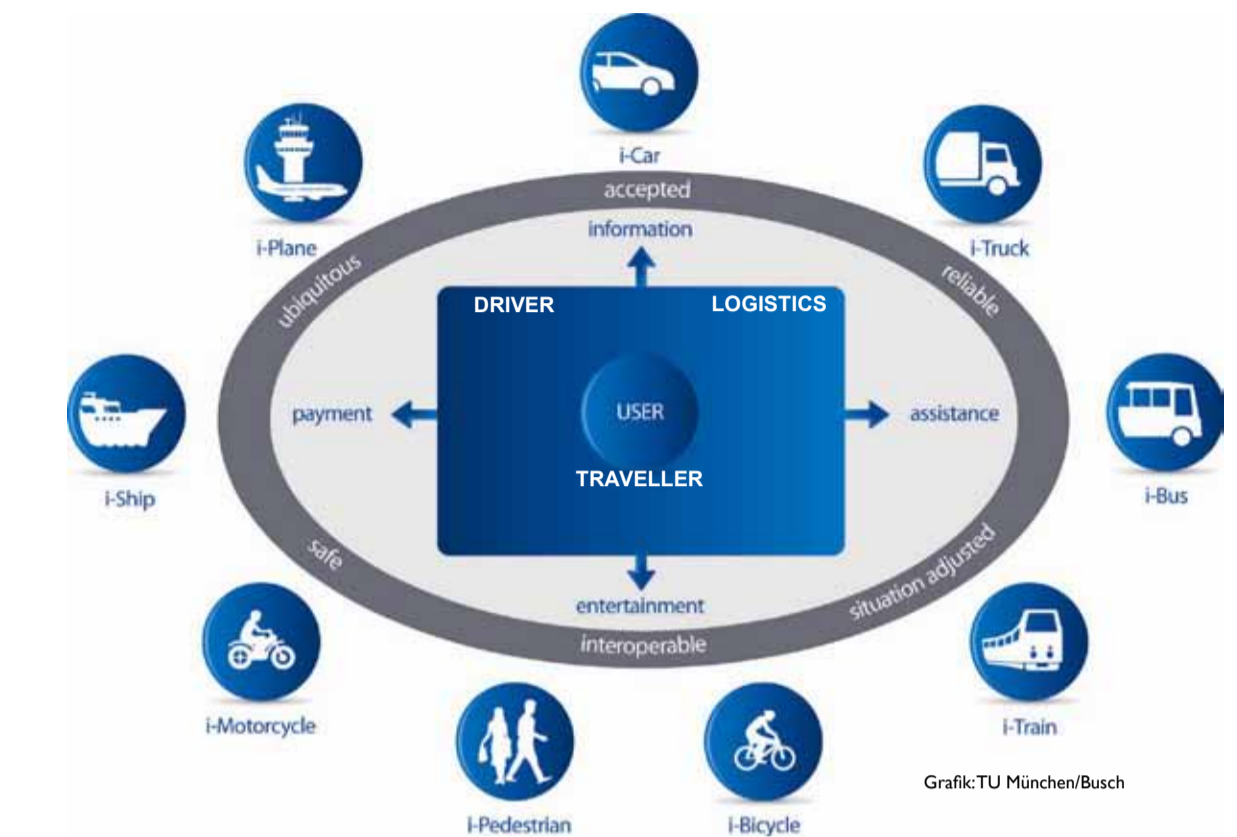 i-Car
accepted
information
i-Plane
i-Truck
ubiquitous
reliable
DRIVER
LOGISTICS
payment
USER
assistance
TRAVELLER
i-Ship
i-Bus
safe
situation adjusted
entertainment
interoperable
i-Motorcycle
i-Train
i-Pedestrian
i-Bicycle
Grafik:TU München/Busch